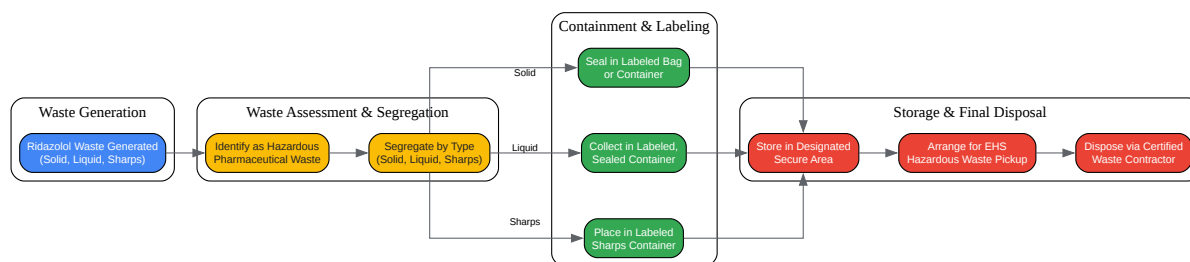 Waste Generation
Ridazolol Waste Generated
(Solid, Liquid, Sharps)
Waste Assessment & Segregation
Identify as Hazardous
Pharmaceutical Waste
Segregate by Type
(Solid, Liquid, Sharps)
Solid
Liquid
Sharps
Containment & Labeling
Seal in Labeled Bag
or Container
Collect in Labeled,
Sealed Container
Place in Labeled
Sharps Container
Storage & Final Disposal
Store in Designated
Secure Area
Arrange for EHS
Hazardous Waste Pickup
Dispose via Certified
Waste Contractor